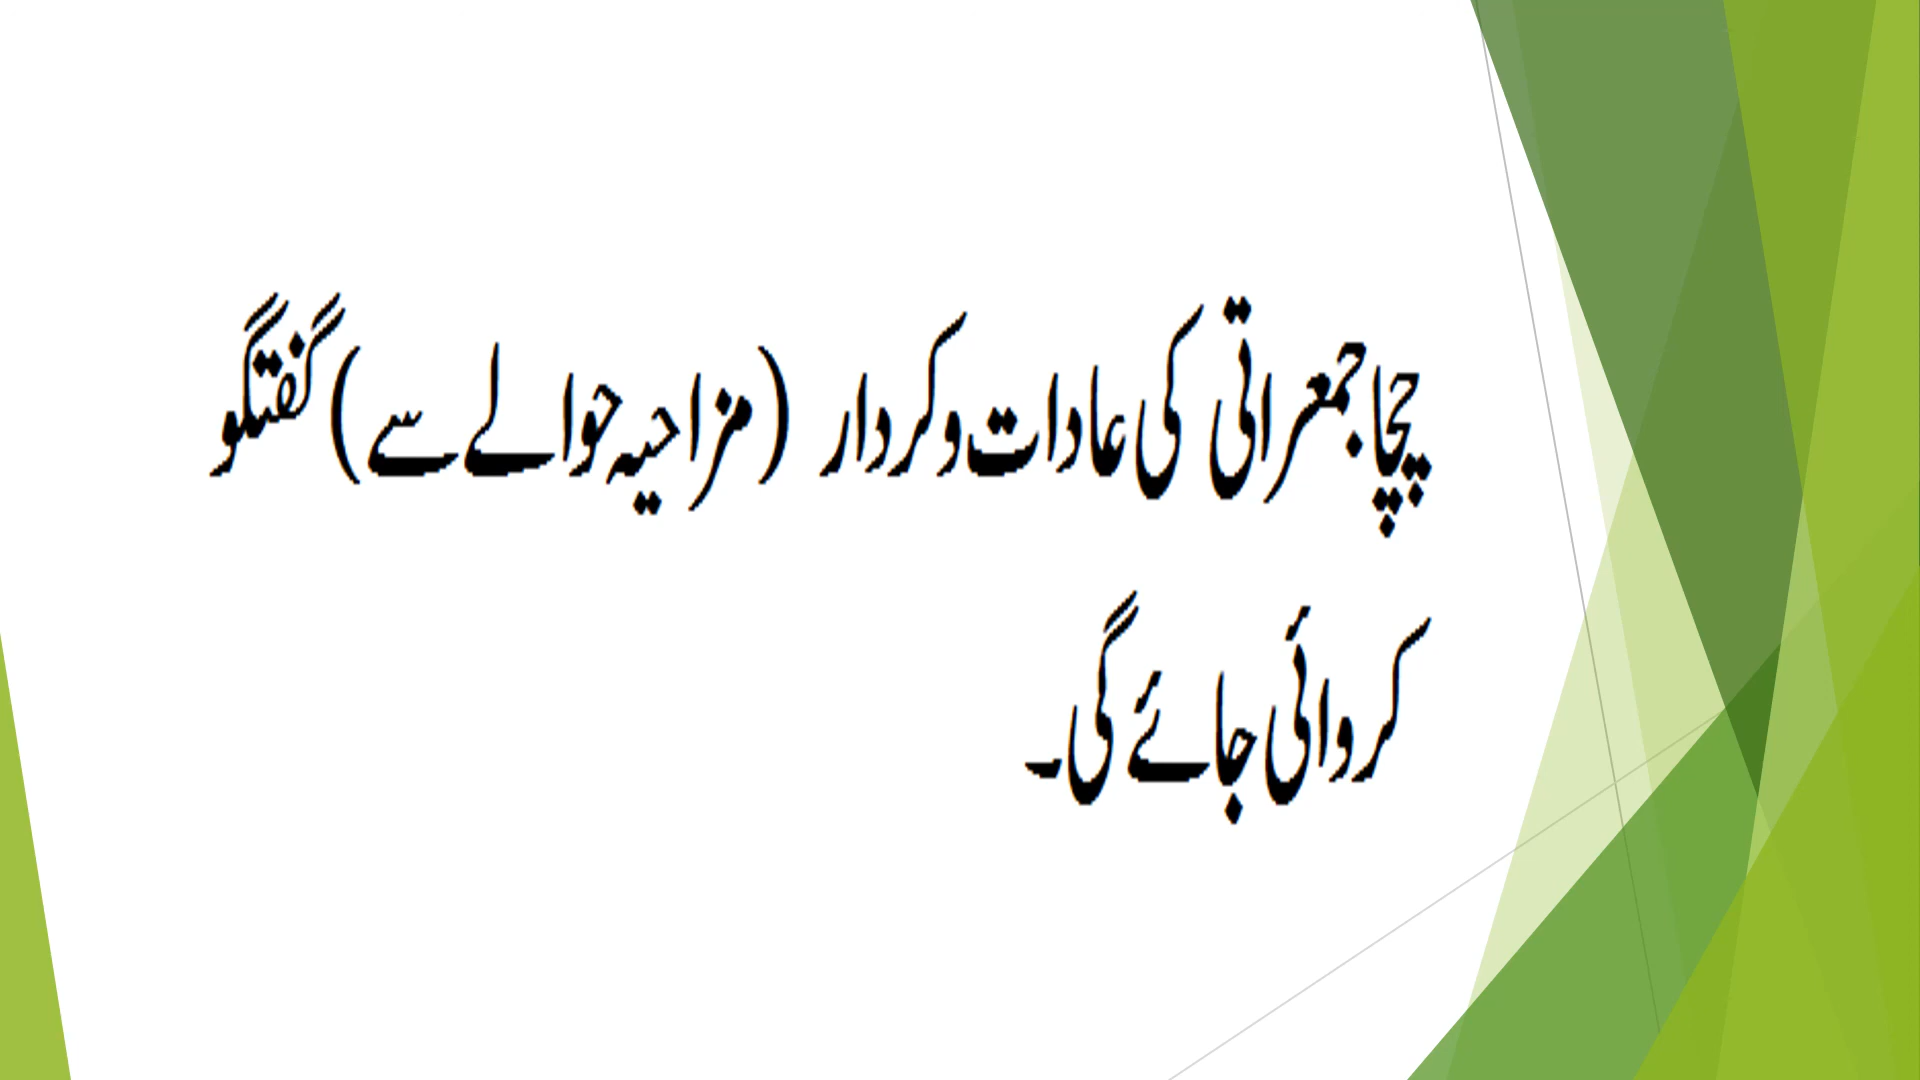 چچا جمعراتی کی عادات و کردار (مزاحیہ حوالے سے) گفتگو
کروائی جائے گی۔